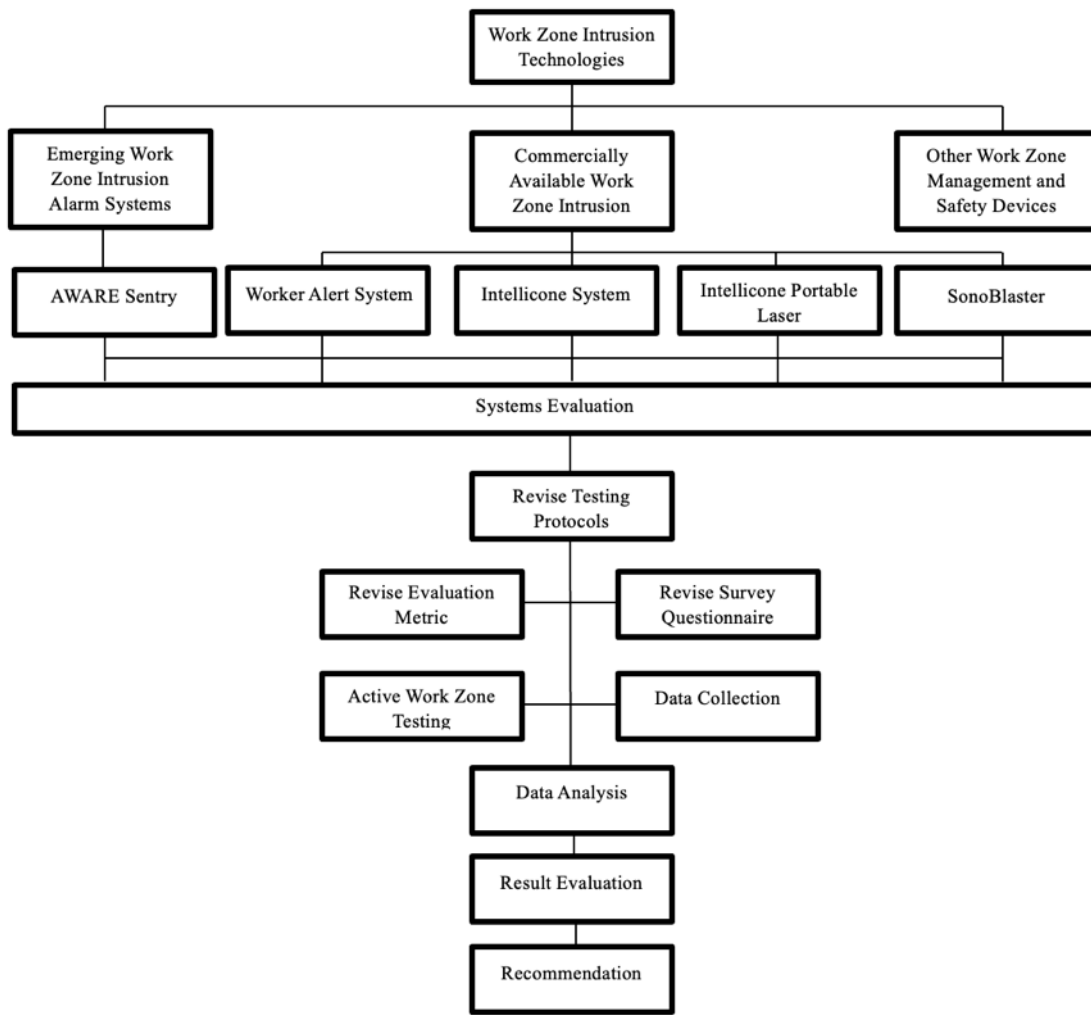 Work Zone Intrusion
Technologies
Emerging Work
Zone Intrusion
Alarm Systems
Commercially
Available Work
Zone Intrusion
Other Work Zone
Management and
Safety Devices
AWARE Sentry
Worker Alert System
Intellicone System
Intellicone Portable
Laser
SonoBlaster
Systems Evaluation
Revise Testing
Protocols
Revise Evaluation
Metric
Revise Survey
Questionnaire
Active Work Zone
Testing
Data Collection
Data Analysis
Result Evaluation
Recommendation